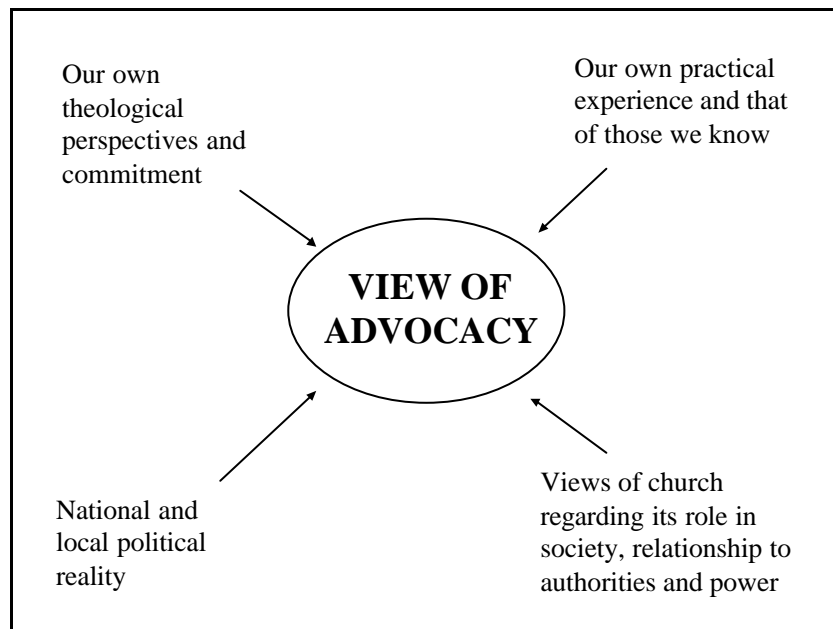 Our own
theological
perspectives and
commitment
Our own practical
experience and that
of those we know
VIEW OF
ADVOCACY
National and
local political
reality
Views of church
regarding its role in
society, relationship to
authorities and power